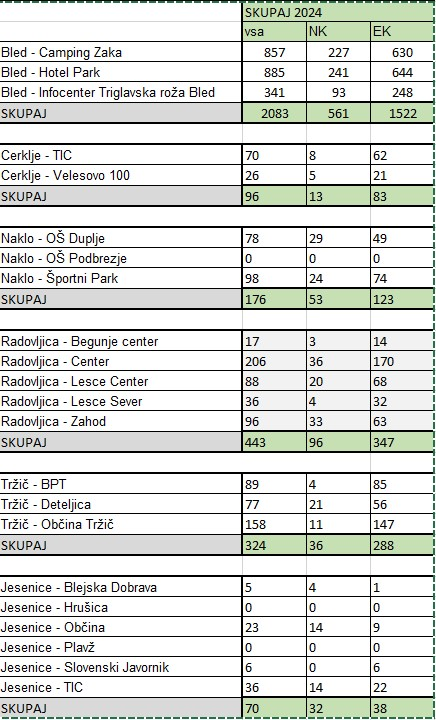 SKUPAJ 2024
vsa NK EK
Bled - Camping Zaka 857 227 630
Bled - Hotel Park 885 241 644
Bled - Infocenter Triglavska roža Bled 341 93 248
SKUPAJ 2083 561 1522
Cerklje - TIC 70 8 62
Cerklje - Velesovo 100 26 5 21
SKUPAJ 96 13 83
Naklo - OŠ Duplje 78 29 49
Naklo - OŠ Podbrezje 0 0 0
Naklo - Športni Park 98 24 74
SKUPAJ 176 53 123
Radovljica - Begunje center 17 3 14
Radovljica - Center 206 36 170
Radovljica - Lesce Center 88 20 68
Radovljica - Lesce Sever 36 4 32
Radovljica - Zahod 96 33 63
SKUPAJ 443 96 347
Tržič - BPT 89 4 85
Tržič - Deteljica 77 21 56
Tržič - Občina Tržič 158 11 147
SKUPAJ 324 36 288
Jesenice - Blejska Dobrava 5 4 1
Jesenice - Hrušica 0 0 0
Jesenice - Občina 23 14 9
Jesenice - Plavž 0 0 0
Jesenice - Slovenski Javornik 6 0 6
Jesenice - TIC 36 14 22
SKUPAJ 70 32 38